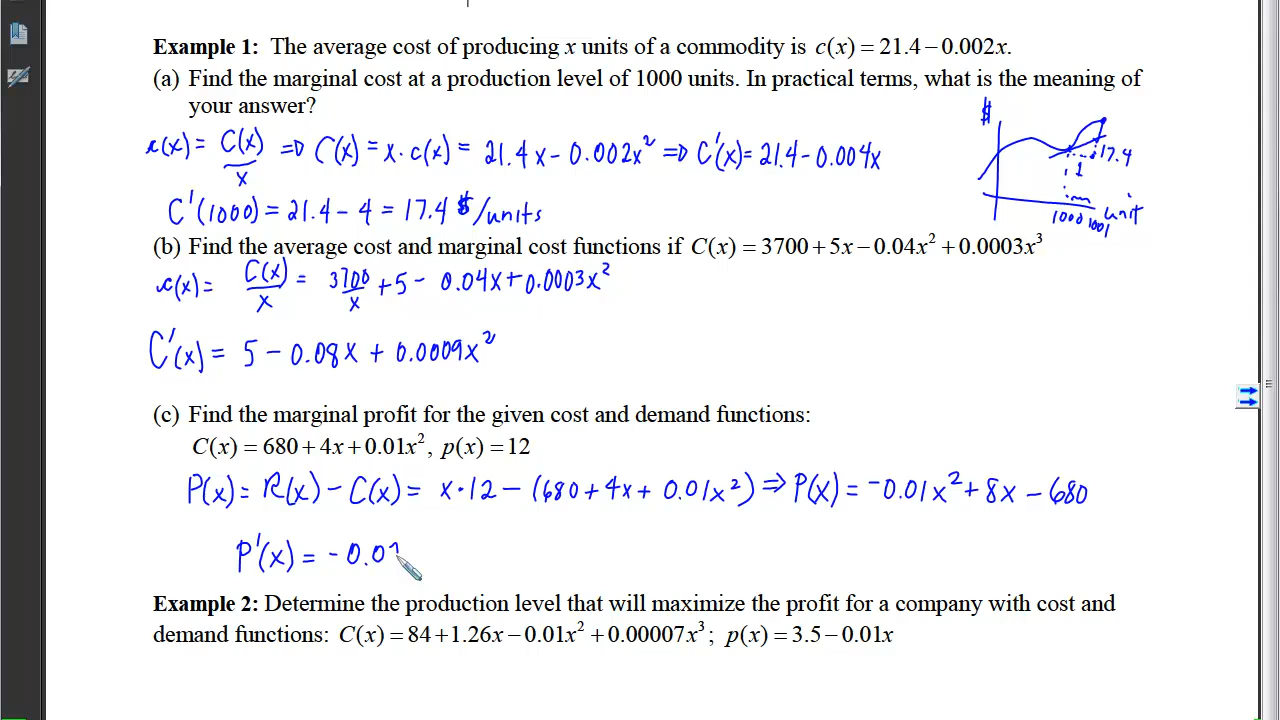 Example 1: The average cost of producing x units of a commodity is c(x) = 21.4 − 0.002x.
(a) Find the marginal cost at a production level of 1000 units. In practical terms, what is the meaning of
your answer?
$
c(x) = C(x)/x ⇒ C(x) = x · c(x) = 21.4x − 0.002x² ⇒ C'(x) = 21.4 − 0.004x
17.4
1
C'(1000) = 21.4 − 4 = 17.4 $/units
1000 1001 unit
(b) Find the average cost and marginal cost functions if C(x) = 3700 + 5x − 0.04x² + 0.0003x³
c(x) = C(x)/x = 3700/x + 5 − 0.04x + 0.0003x²
C'(x) = 5 − 0.08x + 0.0009x²
(c) Find the marginal profit for the given cost and demand functions:
C(x) = 680 + 4x + 0.01x², p(x) = 12
P(x) = R(x) − C(x) = x · 12 − (680 + 4x + 0.01x²) ⇒ P(x) = −0.01x² + 8x − 680
P'(x) = − 0.0
Example 2: Determine the production level that will maximize the profit for a company with cost and
demand functions: C(x) = 84 + 1.26x − 0.01x² + 0.00007x³; p(x) = 3.5 − 0.01x